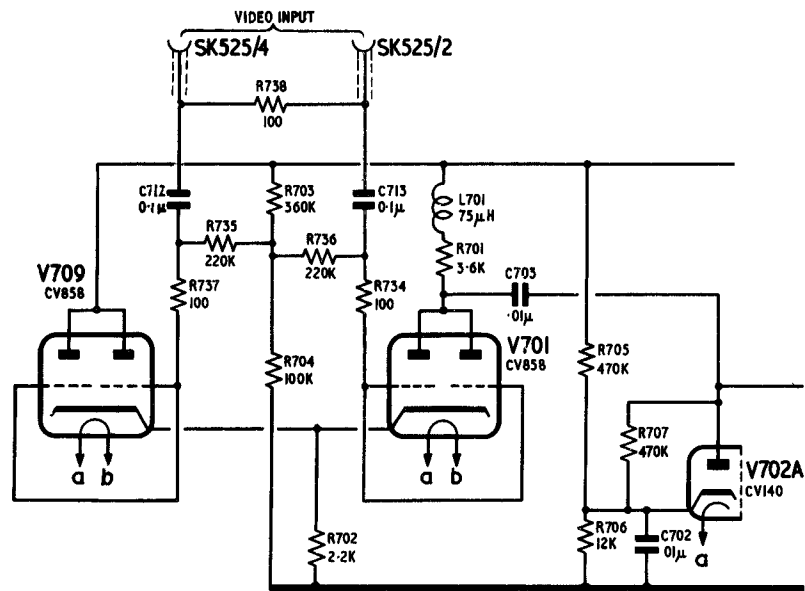 VIDEO INPUT
SK525/4
SK525/2
R738
100
C712
0·1μ
R703
360K
C713
0·1μ
L701
75μH
R735
220K
R736
220K
R701
3·6K
C703
·01μ
V709
CV858
R737
100
R734
100
V701
CV858
R704
100K
R705
470K
R707
470K
V702A
CV140
a b
a b
R702
2·2K
R706
12K
C702
01μ
a